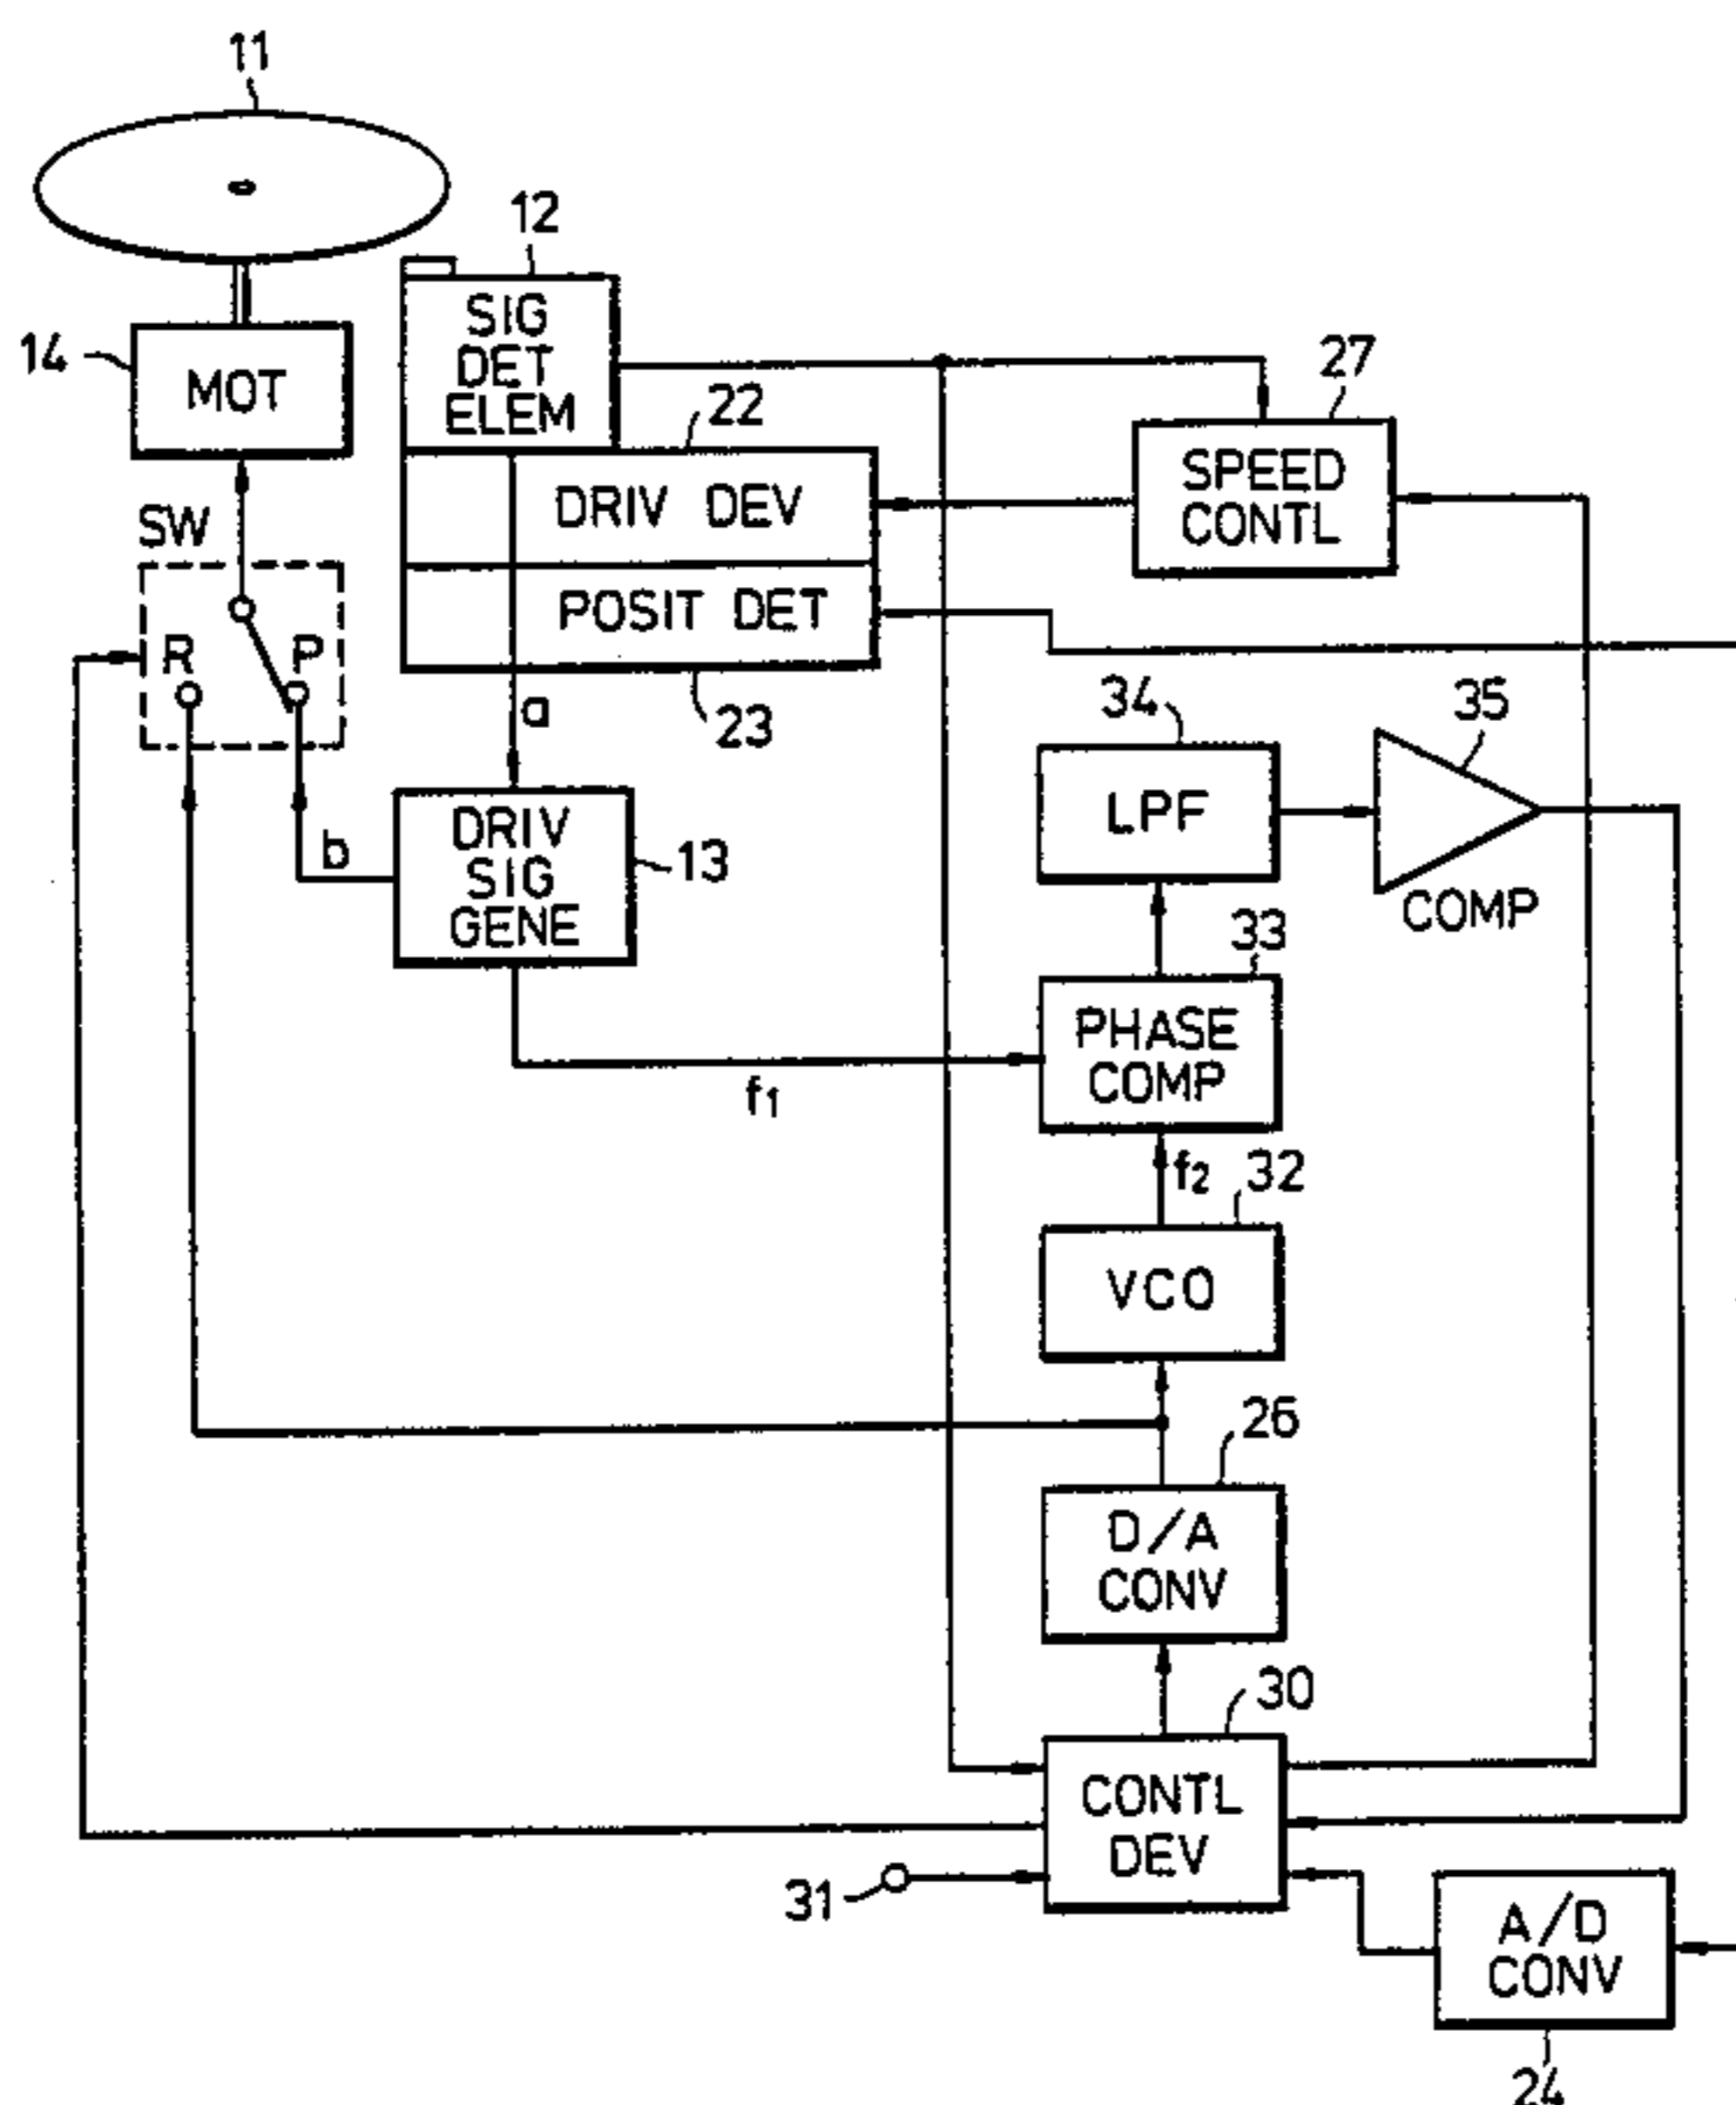 11
12
SIG
DET
ELEM
14
MOT
22
27
SPEED
CONTL
DRIV DEV
SW
POSIT DET
R
P
a
23
34
35
LPF
COMP
DRIV
SIG
GENE
b
13
33
PHASE
COMP
f1
f2
32
VCO
26
D/A
CONV
30
CONTL
DEV
31
A/D
CONV
24